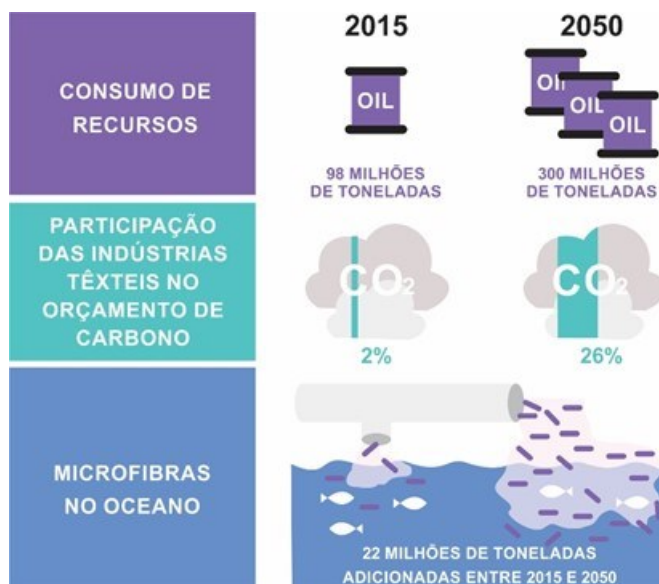 2015
2050
CONSUMO DE
RECURSOS
OIL
OIL
OIL
OIL
98 MILHÕES
DE TONELADAS
300 MILHÕES
DE TONELADAS
PARTICIPAÇÃO
DAS INDÚSTRIAS
TÊXTEIS NO
ORÇAMENTO DE
CARBONO
CO₂
2%
CO₂
26%
MICROFIBRAS
NO OCEANO
22 MILHÕES DE TONELADAS
ADICIONADAS ENTRE 2015 E 2050